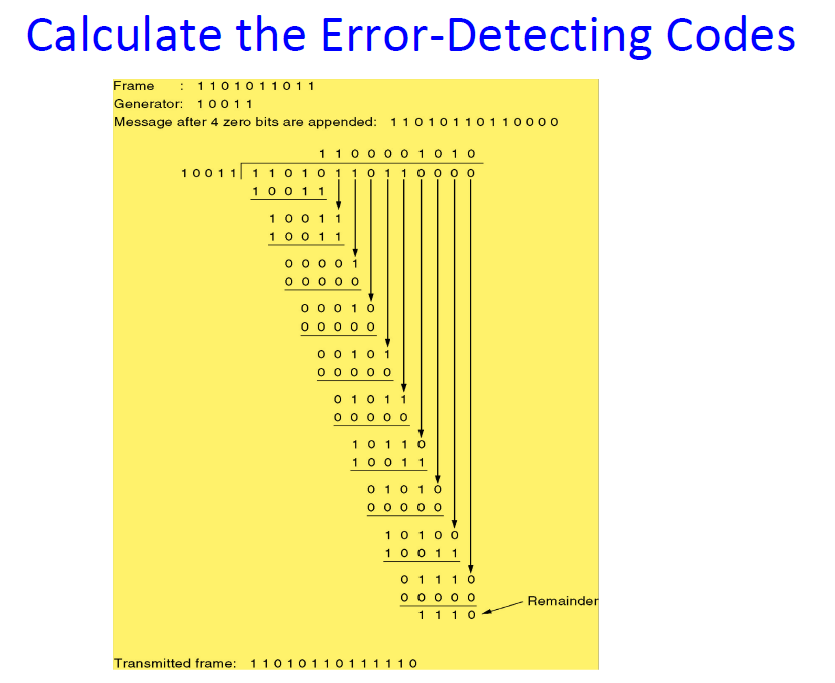 Calculate the Error-Detecting Codes
Frame : 1 1 0 1 0 1 1 0 1 1
Generator: 1 0 0 1 1
Message after 4 zero bits are appended: 1 1 0 1 0 1 1 0 1 1 0 0 0 0
1 1 0 0 0 0 1 0 1 0
1 0 0 1 1 1 1 0 1 0 1 1 0 1 1 0 0 0 0
1 0 0 1 1
1 0 0 1 1
1 0 0 1 1
0 0 0 0 1
0 0 0 0 0
0 0 0 1 0
0 0 0 0 0
0 0 1 0 1
0 0 0 0 0
0 1 0 1 1
0 0 0 0 0
1 0 1 1 0
1 0 0 1 1
0 1 0 1 0
0 0 0 0 0
1 0 1 0 0
1 0 0 1 1
0 1 1 1 0
0 0 0 0 0
Remainder
1 1 1 0
Transmitted frame: 1 1 0 1 0 1 1 0 1 1 1 1 1 0